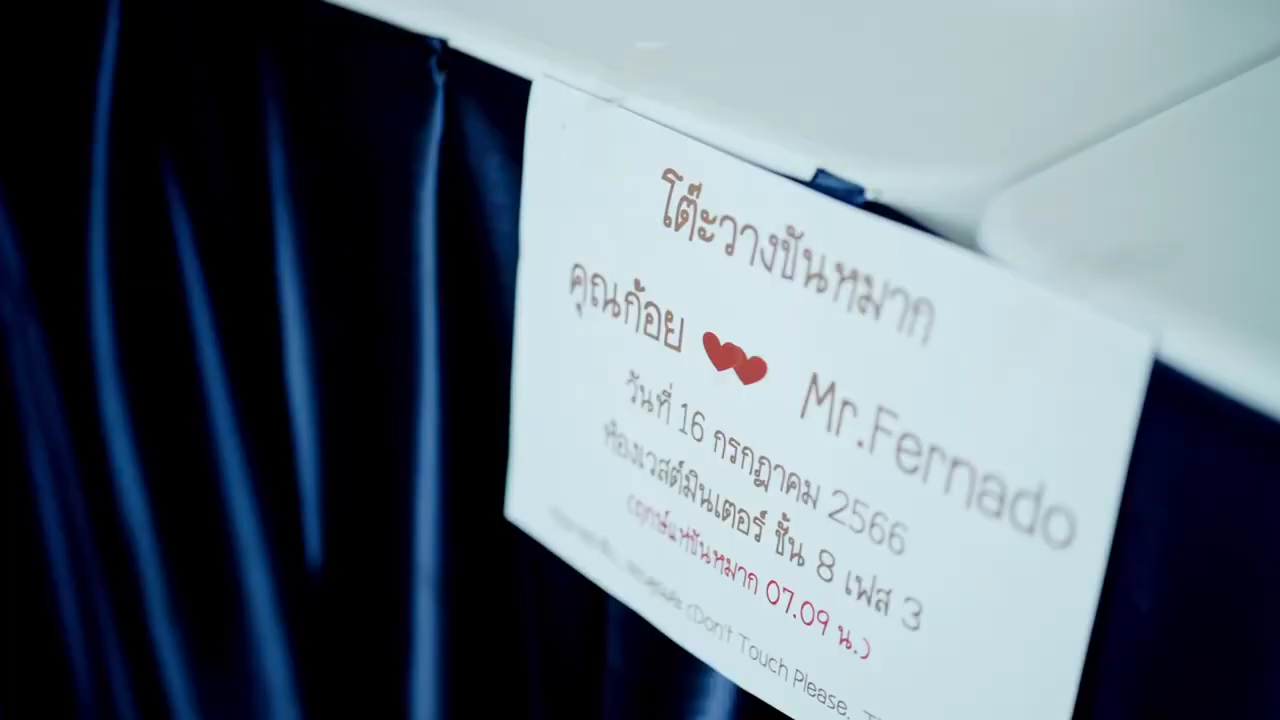 โต๊ะวางขันหมาก
คุณก้อย Mr.Fernado
วันที่ 16 กรกฎาคม 2566
ห้องเวสต์มินเตอร์ ชั้น 8 เฟส 3
(ฤกษ์แห่ขันหมาก 07.09 น.)
(Don't Touch Please.